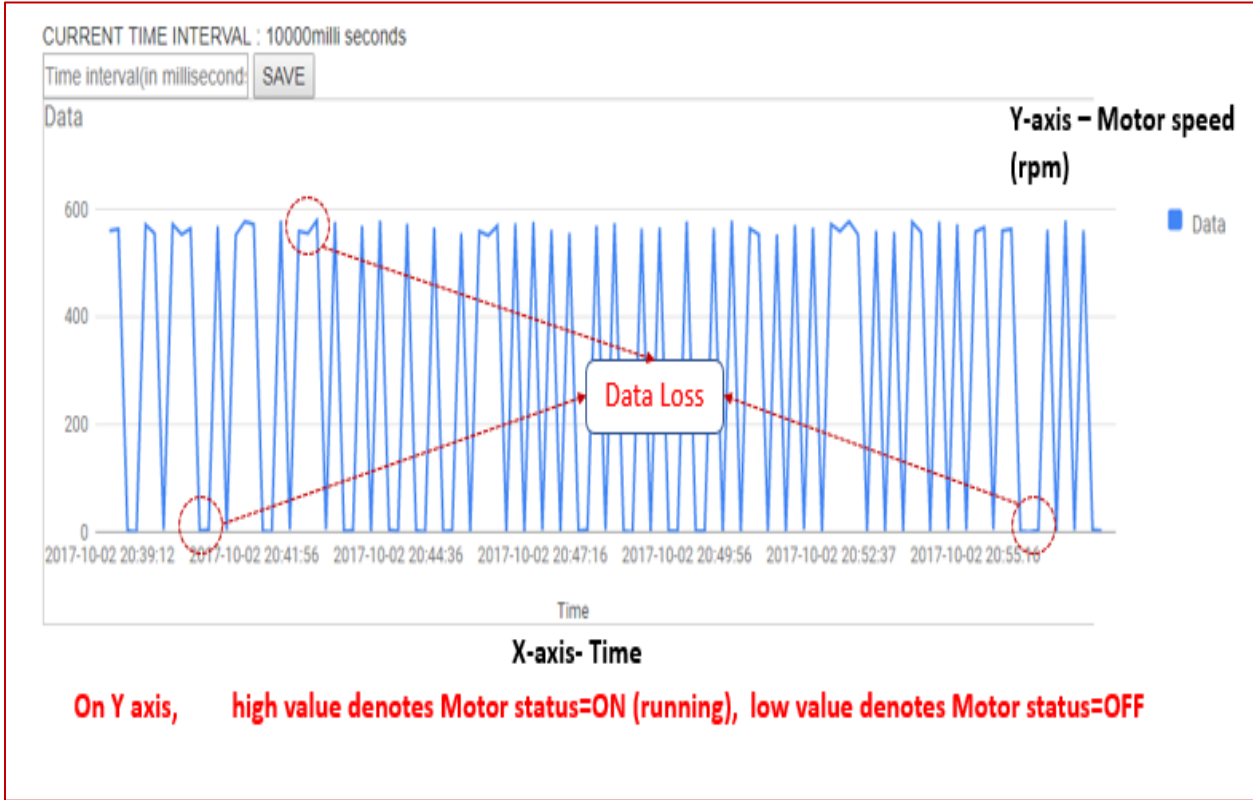 CURRENT TIME INTERVAL : 10000milli seconds
Time interval(in millisecond: SAVE
Data
Y-axis – Motor speed
(rpm)
600
Data
400
Data Loss
200
0
2017-10-02 20:39:12 2017-10-02 20:41:56 2017-10-02 20:44:36 2017-10-02 20:47:16 2017-10-02 20:49:56 2017-10-02 20:52:37 2017-10-02 20:55:16
Time
X-axis- Time
On Y axis, high value denotes Motor status=ON (running), low value denotes Motor status=OFF